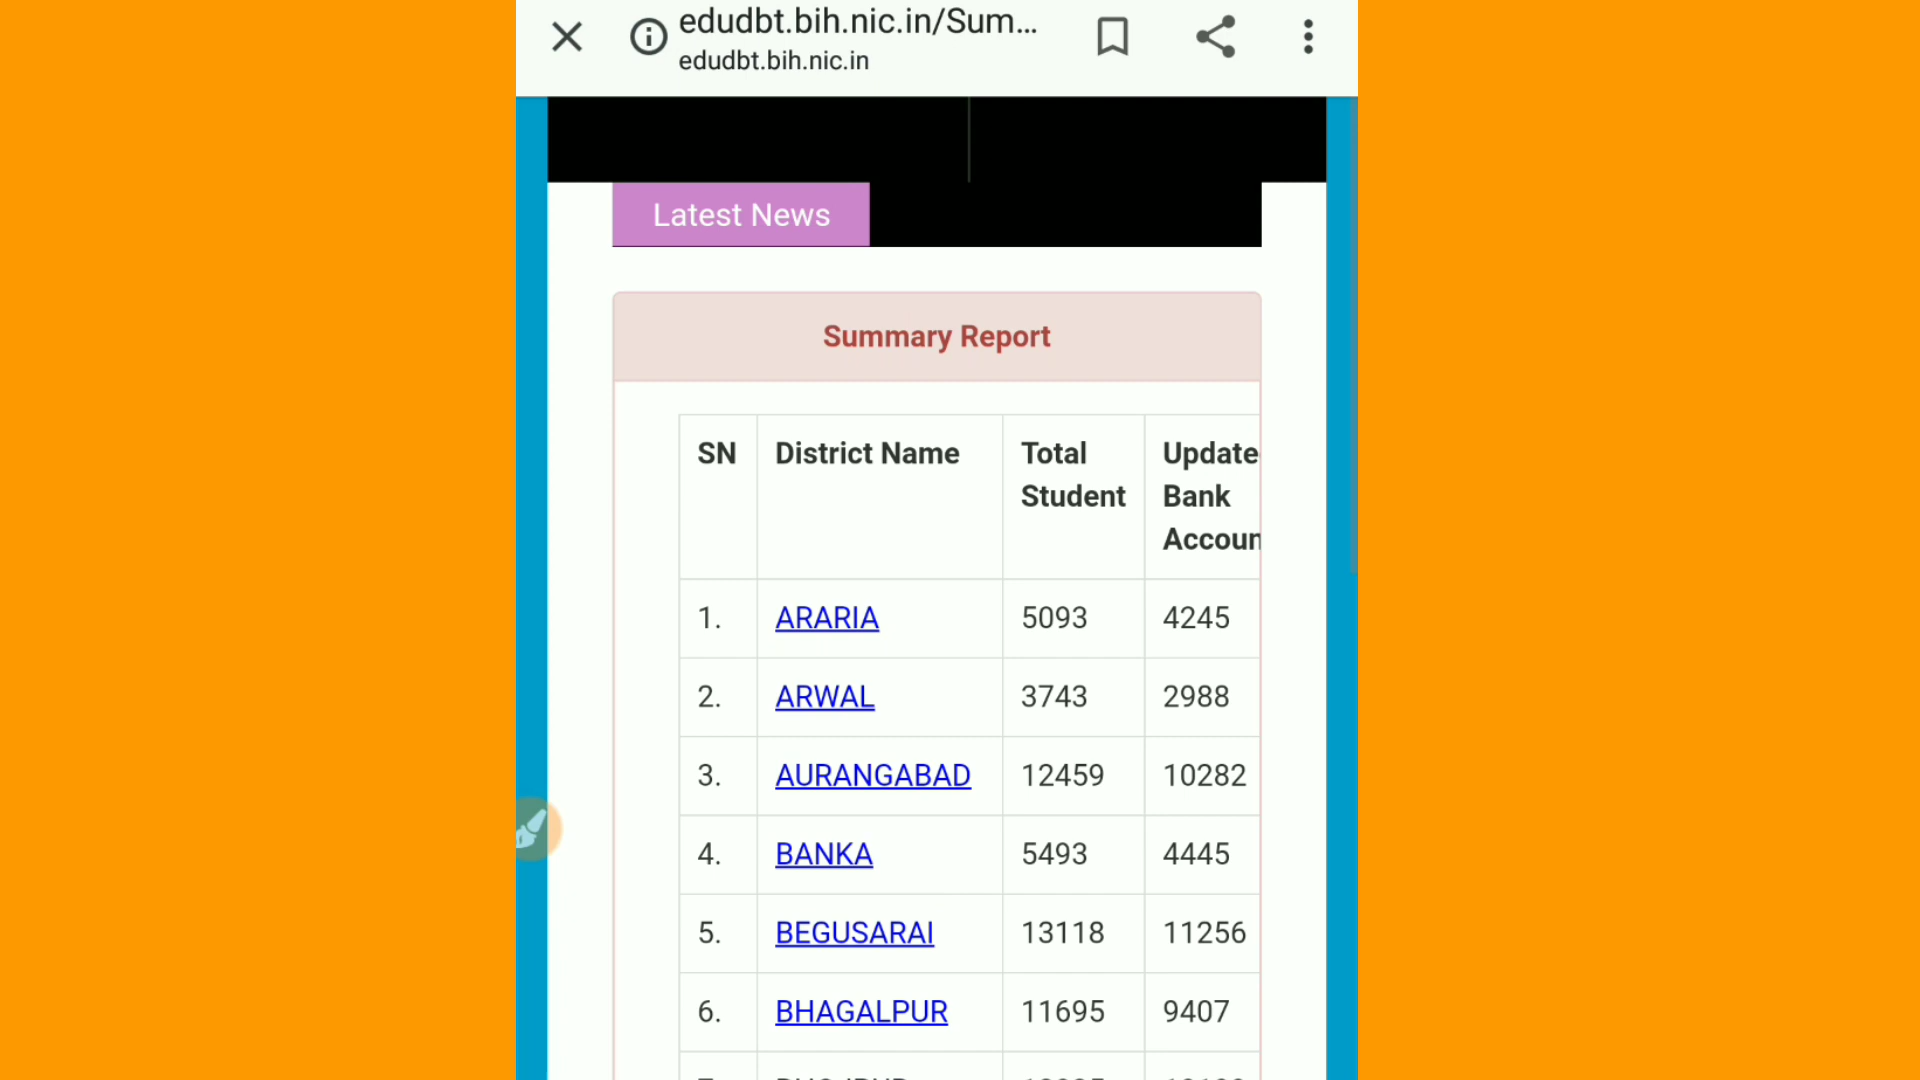 edudbt.bih.nic.in/Sum...
edudbt.bih.nic.in
Latest News
Summary Report
SN District Name Total Student Update Bank Accoun
1. ARARIA 5093 4245
2. ARWAL 3743 2988
3. AURANGABAD 12459 10282
4. BANKA 5493 4445
5. BEGUSARAI 13118 11256
6. BHAGALPUR 11695 9407